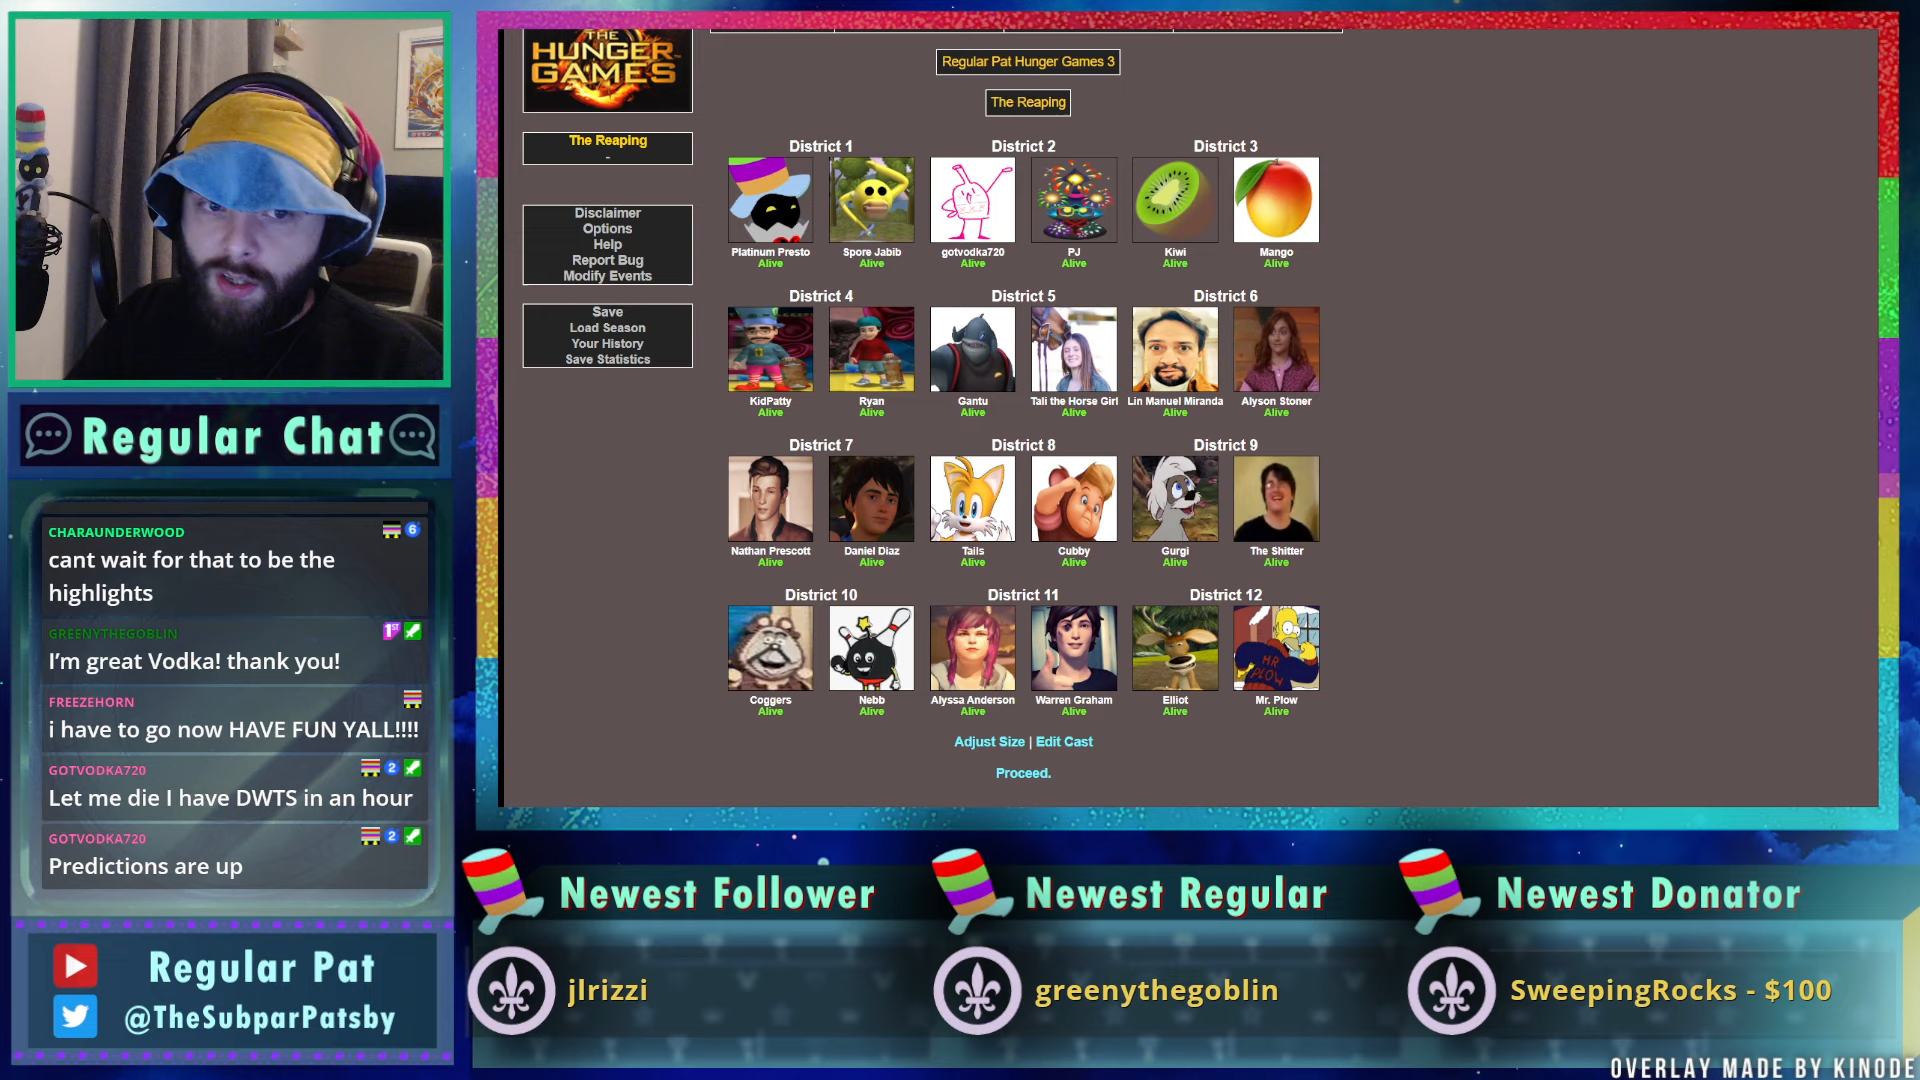 THE
HUNGER
GAMES
Regular Pat Hunger Games 3
The Reaping
The Reaping
-
Disclaimer
Options
Help
Report Bug
Modify Events
Save
Load Season
Your History
Save Statistics
District 1
District 2
District 3
Platinum Presto
Spore Jabib
gotvodka720
PJ
Kiwi
Mango
Alive
Alive
Alive
Alive
Alive
Alive
District 4
District 5
District 6
KidPatty
Ryan
Gantu
Tali the Horse Girl
Lin Manuel Miranda
Alyson Stoner
Alive
Alive
Alive
Alive
Alive
Alive
District 7
District 8
District 9
Nathan Prescott
Daniel Diaz
Tails
Cubby
Gurgi
The Shitter
Alive
Alive
Alive
Alive
Alive
Alive
District 10
District 11
District 12
MR
PLOW
Coggers
Nebb
Alyssa Anderson
Warren Graham
Elliot
Mr. Plow
Alive
Alive
Alive
Alive
Alive
Alive
Adjust Size | Edit Cast
Proceed.
Regular Chat
CHARAUNDERWOOD
6
cant wait for that to be the
highlights
GREENYTHEGOBLIN
1ST
I'm great Vodka! thank you!
FREEZEHORN
i have to go now HAVE FUN YALL!!!!
GOTVODKA720
2
Let me die I have DWTS in an hour
GOTVODKA720
2
Predictions are up
Regular Pat
@TheSubparPatsby
Newest Follower
jlrizzi
Newest Regular
greenythegoblin
Newest Donator
SweepingRocks - $100
OVERLAY MADE BY KINODE